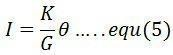 I = K/G θ ..... equ(5)